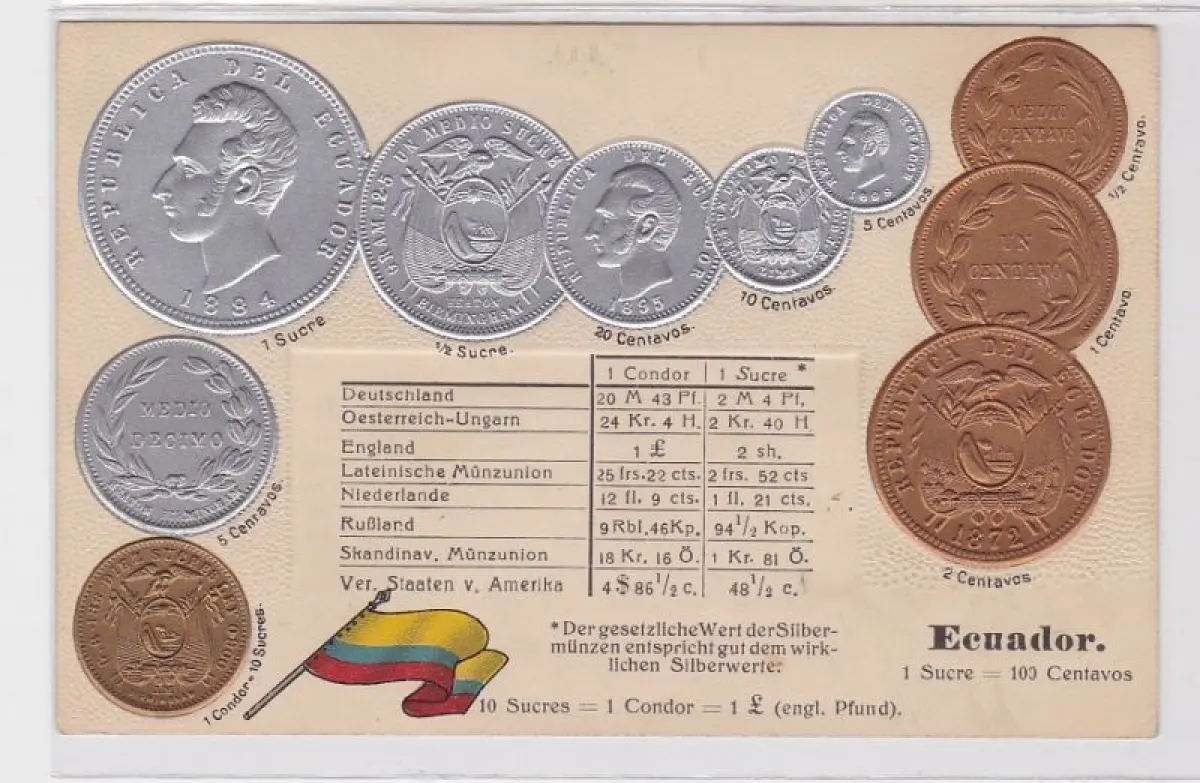 REPUBLICA DEL ECUADOR
1884
1 Sucre
GRAM.12.5 UN MEDIO SUCRE
BIRMINGHAM
½ Sucre.
REPUBLICA DEL
1895
20 Centavos.
10 Centavos.
REPUBLICA DEL ECUADOR
5 Centavos
MEDIO
CENTAVO
½ Centavo.
UN
CENTAVO
1 Centavo.
REPUBLICA DEL ECUADOR
1872
2 Centavos
MEDIO
DECIMO
5 Centavos.
1 Condor=10 Sucres.
1 Condor 1 Sucre *
Deutschland 20 M 43 Pf. 2 M 4 Pf,
Oesterreich-Ungarn 24 Kr. 4 H. 2 Kr. 40 H
England 1 £ 2 sh.
Lateinische Münzunion 25 frs.22 cts. 2 frs. 52 cts
Niederlande 12 fl. 9 cts. 1 fl. 21 cts.
Rußland 9 Rbl.46Kp. 94½ Kop.
Skandinav. Münzunion 18 Kr. 16 Ö. 1 Kr. 81 Ö.
Ver. Staaten v. Amerika 4 $ 86½ c. 48½ c.
* Der gesetzliche Wert der Silber-
münzen entspricht gut dem wirk-
lichen Silberwerte:
10 Sucres = 1 Condor = 1 £ (engl. Pfund).
Ecuador.
1 Sucre = 100 Centavos